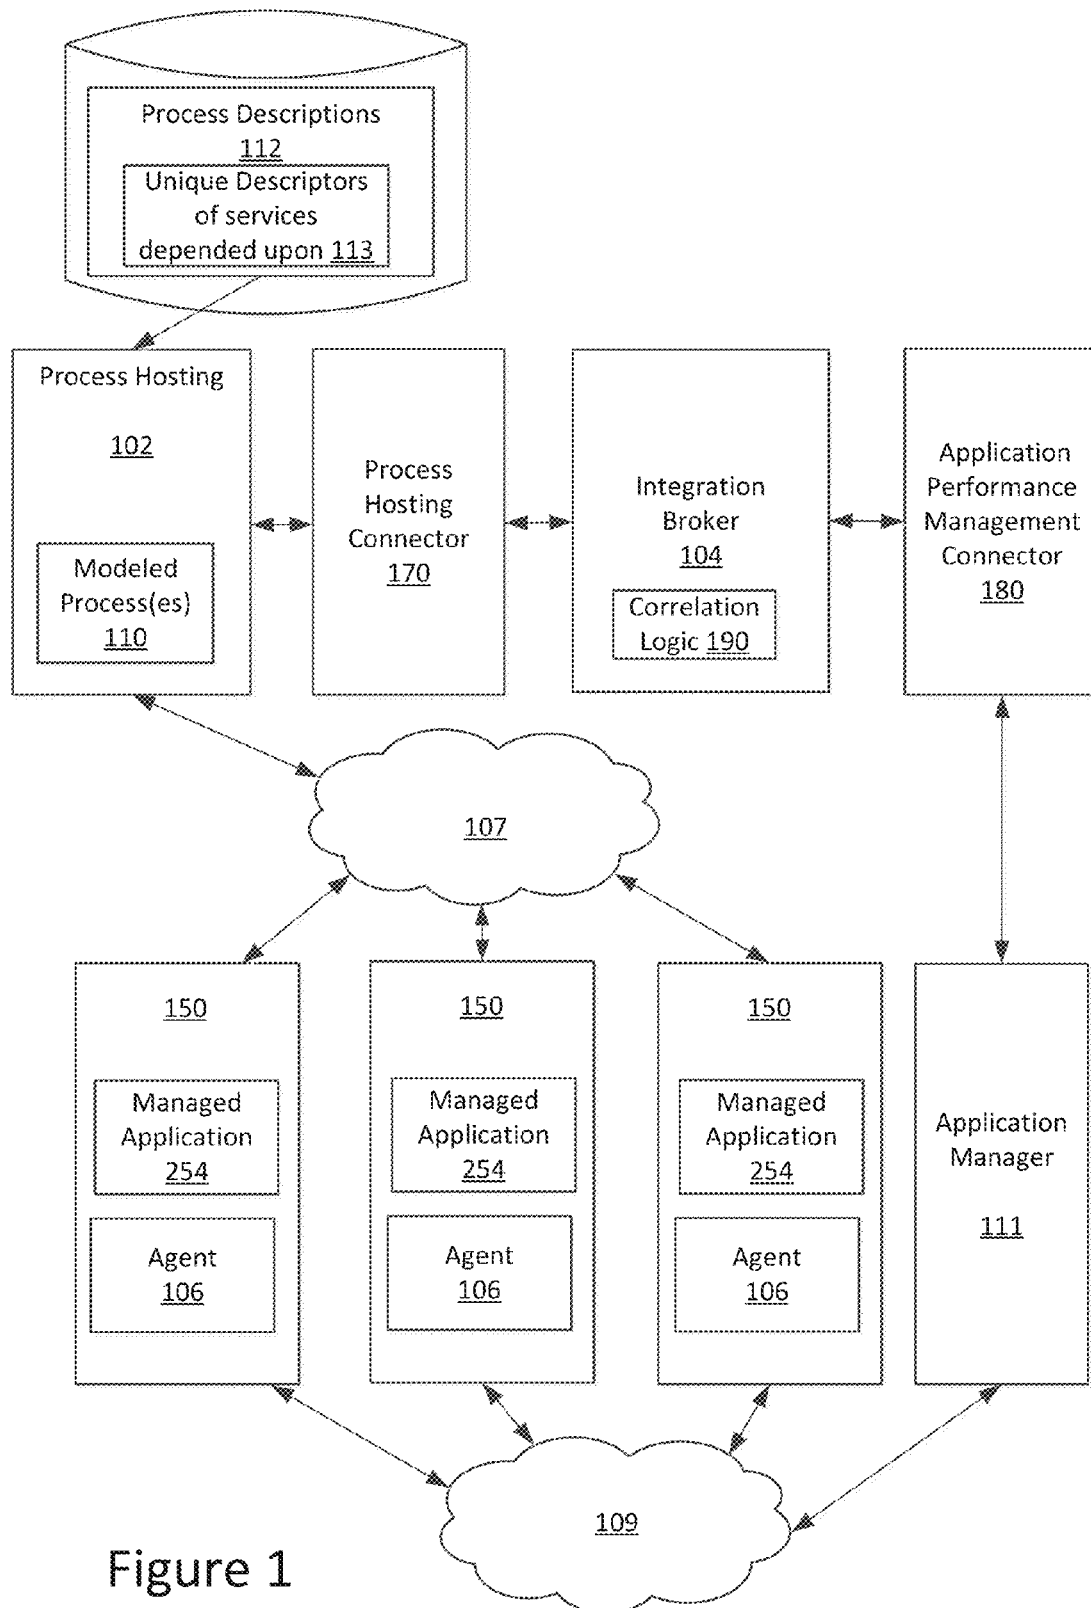 Process Descriptions
112
Unique Descriptors
of services
depended upon 113
Process Hosting
102
Modeled
Process(es)
110
Process
Hosting
Connector
170
Integration
Broker
104
Correlation
Logic 190
Application
Performance
Management
Connector
180
107
150
Managed
Application
254
Agent
106
150
Managed
Application
254
Agent
106
150
Managed
Application
254
Agent
106
Application
Manager
111
109
Figure 1